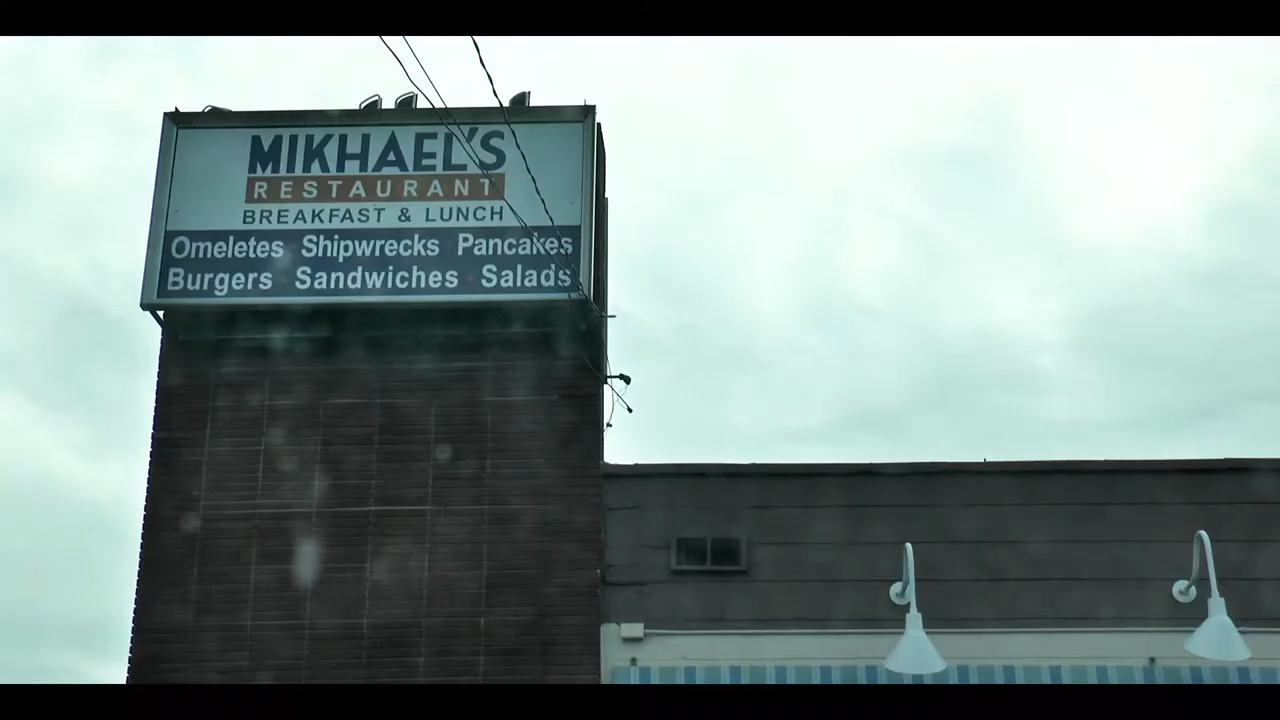 MIKHAEL'S
RESTAURANT
BREAKFAST & LUNCH
Omeletes Shipwrecks Pancakes
Burgers Sandwiches Salads